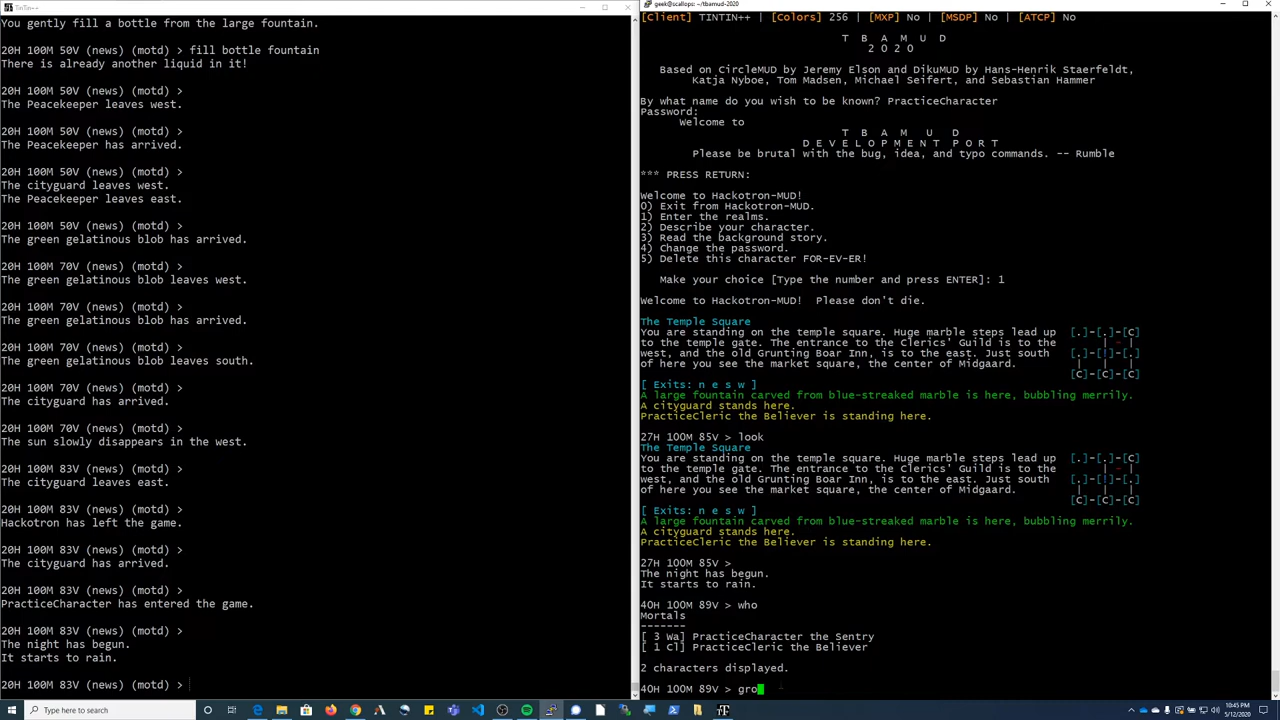 TinTin++
You fluently fill a bottle from the large fountain.
20H 100M 50V (news) (motd) > fill bottle fountain
There is already another liquid in it!
20H 100M 50V (news) (motd) >
The Peacekeeper leaves west.
20H 100M 50V (news) (motd) >
The Peacekeeper has arrived.
20H 100M 50V (news) (motd) >
The cityguard leaves west.
The Peacekeeper leaves east.
20H 100M 50V (news) (motd) >
The green gelatinous blob has arrived.
20H 100M 70V (news) (motd) >
The green gelatinous blob leaves west.
20H 100M 70V (news) (motd) >
The green gelatinous blob has arrived.
20H 100M 70V (news) (motd) >
The green gelatinous blob leaves south.
20H 100M 70V (news) (motd) >
The cityguard has arrived.
20H 100M 70V (news) (motd) >
The sun slowly disappears in the west.
20H 100M 83V (news) (motd) >
The cityguard leaves east.
20H 100M 83V (news) (motd) >
Hackotron has left the game.
20H 100M 83V (news) (motd) >
The cityguard has arrived.
20H 100M 83V (news) (motd) >
PracticeCharacter has entered the game.
20H 100M 83V (news) (motd) >
The night has begun.
It starts to rain.
20H 100M 83V (news) (motd) >
geek@scallops: ~/tbamud-2020
[Client] TINTIN++ | [Colors] 256 | [MXP] No | [MSDP] No | [ATCP] No
T B A M U D
2 0 2 0
Based on CircleMUD by Jeremy Elson and DikuMUD by Hans-Henrik Staerfeldt,
Katja Nyboe, Tom Madsen, Michael Seifert, and Sebastian Hammer
By what name do you wish to be known? PracticeCharacter
Password:
Welcome to
T B A M U D
D E V E L O P M E N T P O R T
Please be brutal with the bug, idea, and typo commands. -- Rumble
*** PRESS RETURN:
Welcome to Hackotron-MUD!
0) Exit from Hackotron-MUD.
1) Enter the realms.
2) Describe your character.
3) Read the background story.
4) Change the password.
5) Delete this character FOR-EV-ER!
Make your choice [Type the number and press ENTER]: 1
Welcome to Hackotron-MUD! Please don't die.
The Temple Square
You are standing on the temple square. Huge marble steps lead up [.]-[.]-[C]
to the temple gate. The entrance to the Clerics' Guild is to the | - |
west, and the old Grunting Boar Inn, is to the east. Just south [.]-[!]-[.]
of here you see the market square, the center of Midgaard. | | |
[C]-[C]-[C]
[ Exits: n e s w ]
A large fountain carved from blue-streaked marble is here, bubbling merrily.
A cityguard stands here.
PracticeCleric the Believer is standing here.
27H 100M 85V > look
The Temple Square
You are standing on the temple square. Huge marble steps lead up [.]-[.]-[C]
to the temple gate. The entrance to the Clerics' Guild is to the | - |
west, and the old Grunting Boar Inn, is to the east. Just south [.]-[!]-[.]
of here you see the market square, the center of Midgaard. | | |
[C]-[C]-[C]
[ Exits: n e s w ]
A large fountain carved from blue-streaked marble is here, bubbling merrily.
A cityguard stands here.
PracticeCleric the Believer is standing here.
27H 100M 85V >
The night has begun.
It starts to rain.
40H 100M 89V > who
Mortals
-------
[ 3 Wa] PracticeCharacter the Sentry
[ 1 Cl] PracticeCleric the Believer
2 characters displayed.
40H 100M 89V > gro
Type here to search
10:45 PM
5/12/2020